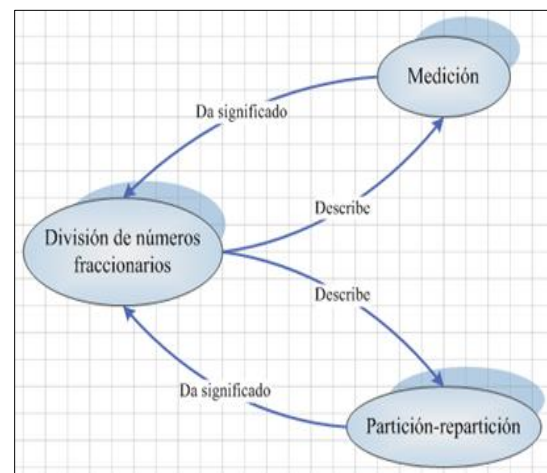 Medición
Da significado
Describe
División de números
fraccionarios
Describe
Da significado
Partición-repartición